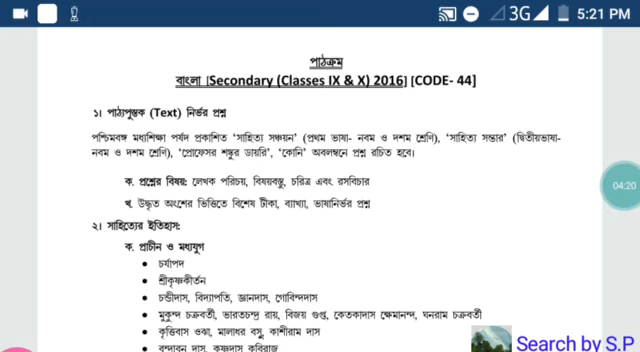 3G 5:21 PM
পাঠক্রম
বাংলা [Secondary (Classes IX & X) 2016] [CODE- 44]
১। পাঠ্যপুস্তক (Text) নির্ভর প্রশ্ন
পশ্চিমবঙ্গ মধ্যশিক্ষা পর্ষদ প্রকাশিত ‘সাহিত্য সঞ্চয়ন’ (প্রথম ভাষা- নবম ও দশম শ্রেণি), ‘সাহিত্য সম্ভার’ (দ্বিতীয়ভাষা-
নবম ও দশম শ্রেণি), ‘প্রোফেসর শঙ্কুর ডায়রি’, ‘কোনি’ অবলম্বনে প্রশ্ন রচিত হবে।
ক. প্রশ্নের বিষয়: লেখক পরিচয়, বিষয়বস্তু, চরিত্র এবং রসবিচার
04:20
খ. উদ্ধৃত অংশের ভিত্তিতে বিশেষ টীকা, ব্যাখ্যা, ভাষানির্ভর প্রশ্ন
২। সাহিত্যের ইতিহাস:
ক. প্রাচীন ও মধ্যযুগ
• চর্যাপদ
• শ্রীকৃষ্ণকীর্তন
• চণ্ডীদাস, বিদ্যাপতি, জ্ঞানদাস, গোবিন্দদাস
• মুকুন্দ চক্রবর্তী, ভারতচন্দ্র রায়, বিজয় গুপ্ত, কেতকাদাস ক্ষেমানন্দ, ঘনরাম চক্রবর্তী
• কৃত্তিবাস ওঝা, মালাধর বসু, কাশীরাম দাস
• বৃন্দাবন দাস, কৃষ্ণদাস কবিরাজ
Search by S.P